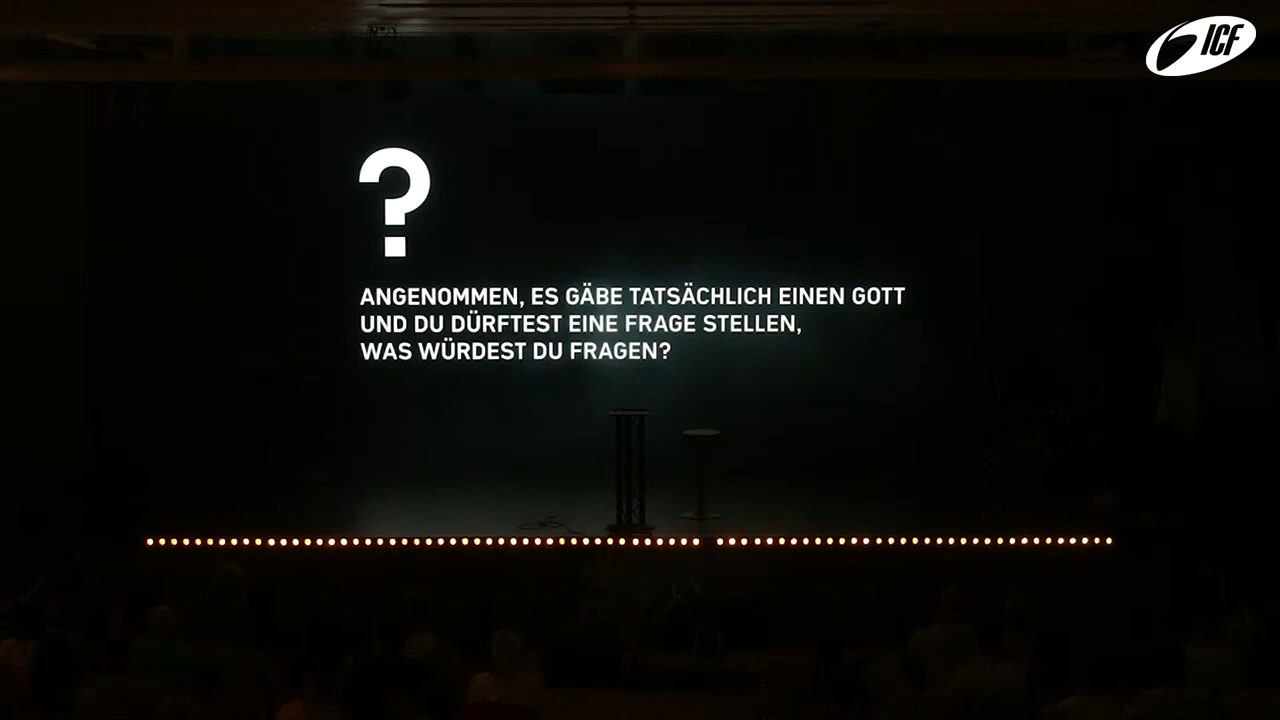 ICF
?
ANGENOMMEN, ES GÄBE TATSÄCHLICH EINEN GOTT
UND DU DÜRFTEST EINE FRAGE STELLEN,
WAS WÜRDEST DU FRAGEN?